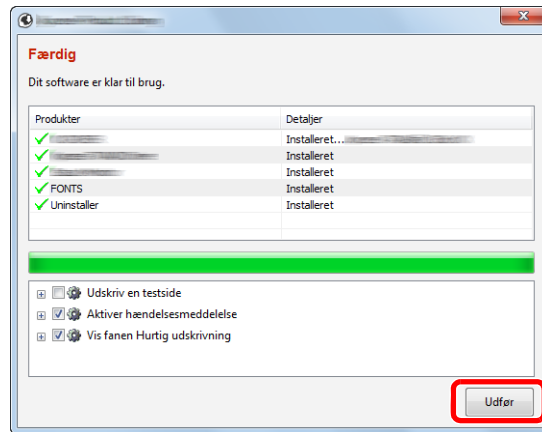 Færdig
Dit software er klar til brug.
Produkter Detaljer
Installeret...
Installeret
Installeret
FONTS Installeret
Uninstaller Installeret
Udskriv en testside
Aktiver hændelsesmeddelelse
Vis fanen Hurtig udskrivning
Udfør